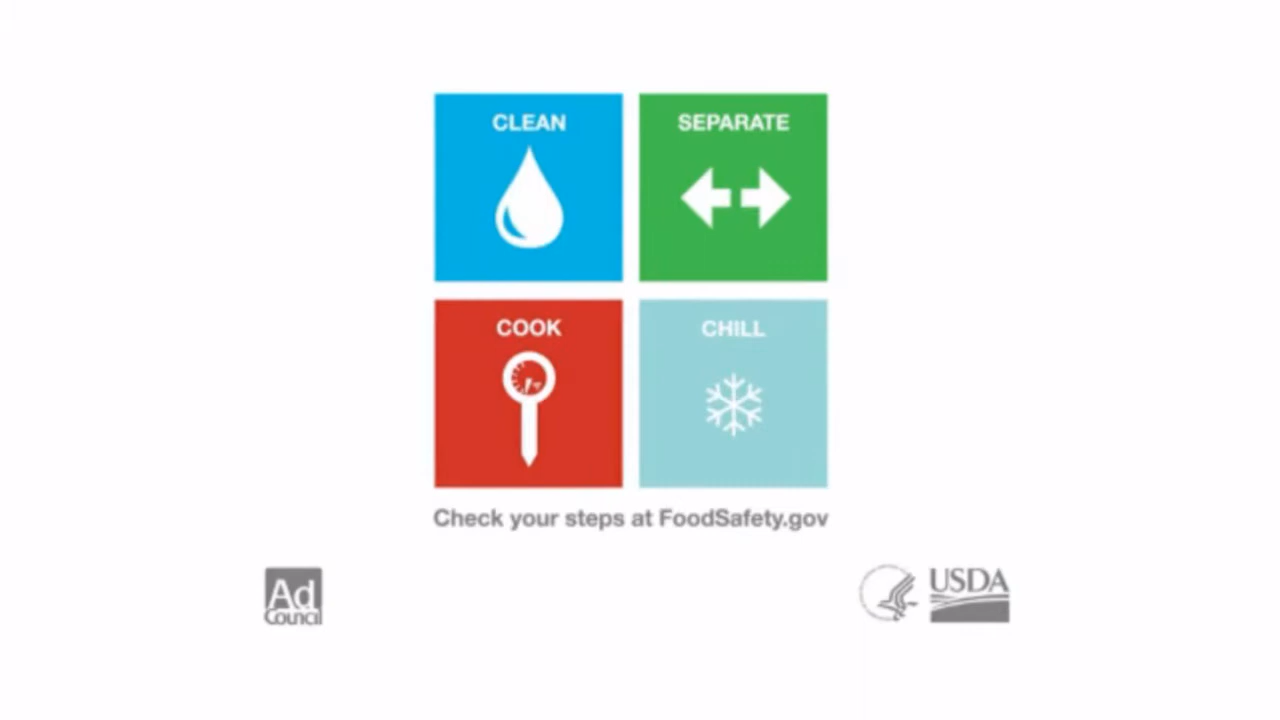 CLEAN
SEPARATE
COOK
CHILL
Check your steps at FoodSafety.gov
Ad
Council
USDA